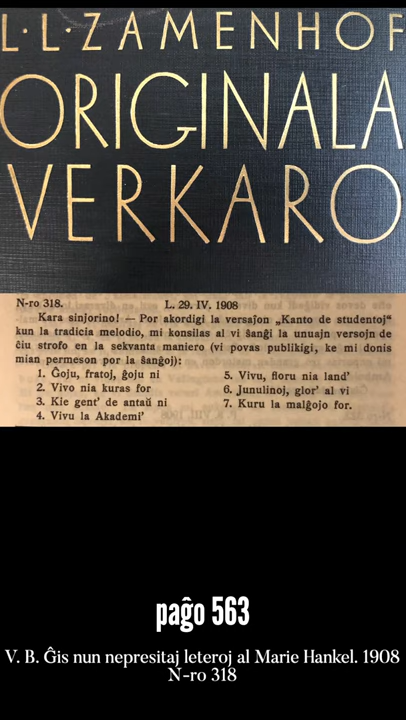 L·L·ZAMENHOF
ORIGINALA
VERKARO
N-ro 318. L. 29. IV. 1908
Kara sinjorino! — Por akordigi la versaĵon „Kanto de studentoj“
kun la tradicia melodio, mi konsilas al vi ŝanĝi la unuajn versojn de
ĉiu strofo en la sekvanta maniero (vi povas publikigi, ke mi donis
mian permeson por la ŝanĝoj):
1. Ĝoju, fratoj, ĝoju ni
2. Vivo nia kuras for
3. Kie gent' de antaŭ ni
4. Vivu la Akademi'
5. Vivu, floru nia land'
6. Junulinoj, glor' al vi
7. Kuru la malĝojo for.
paĝo 563
V. B. Ĝis nun nepresitaj leteroj al Marie Hankel. 1908
N-ro 318